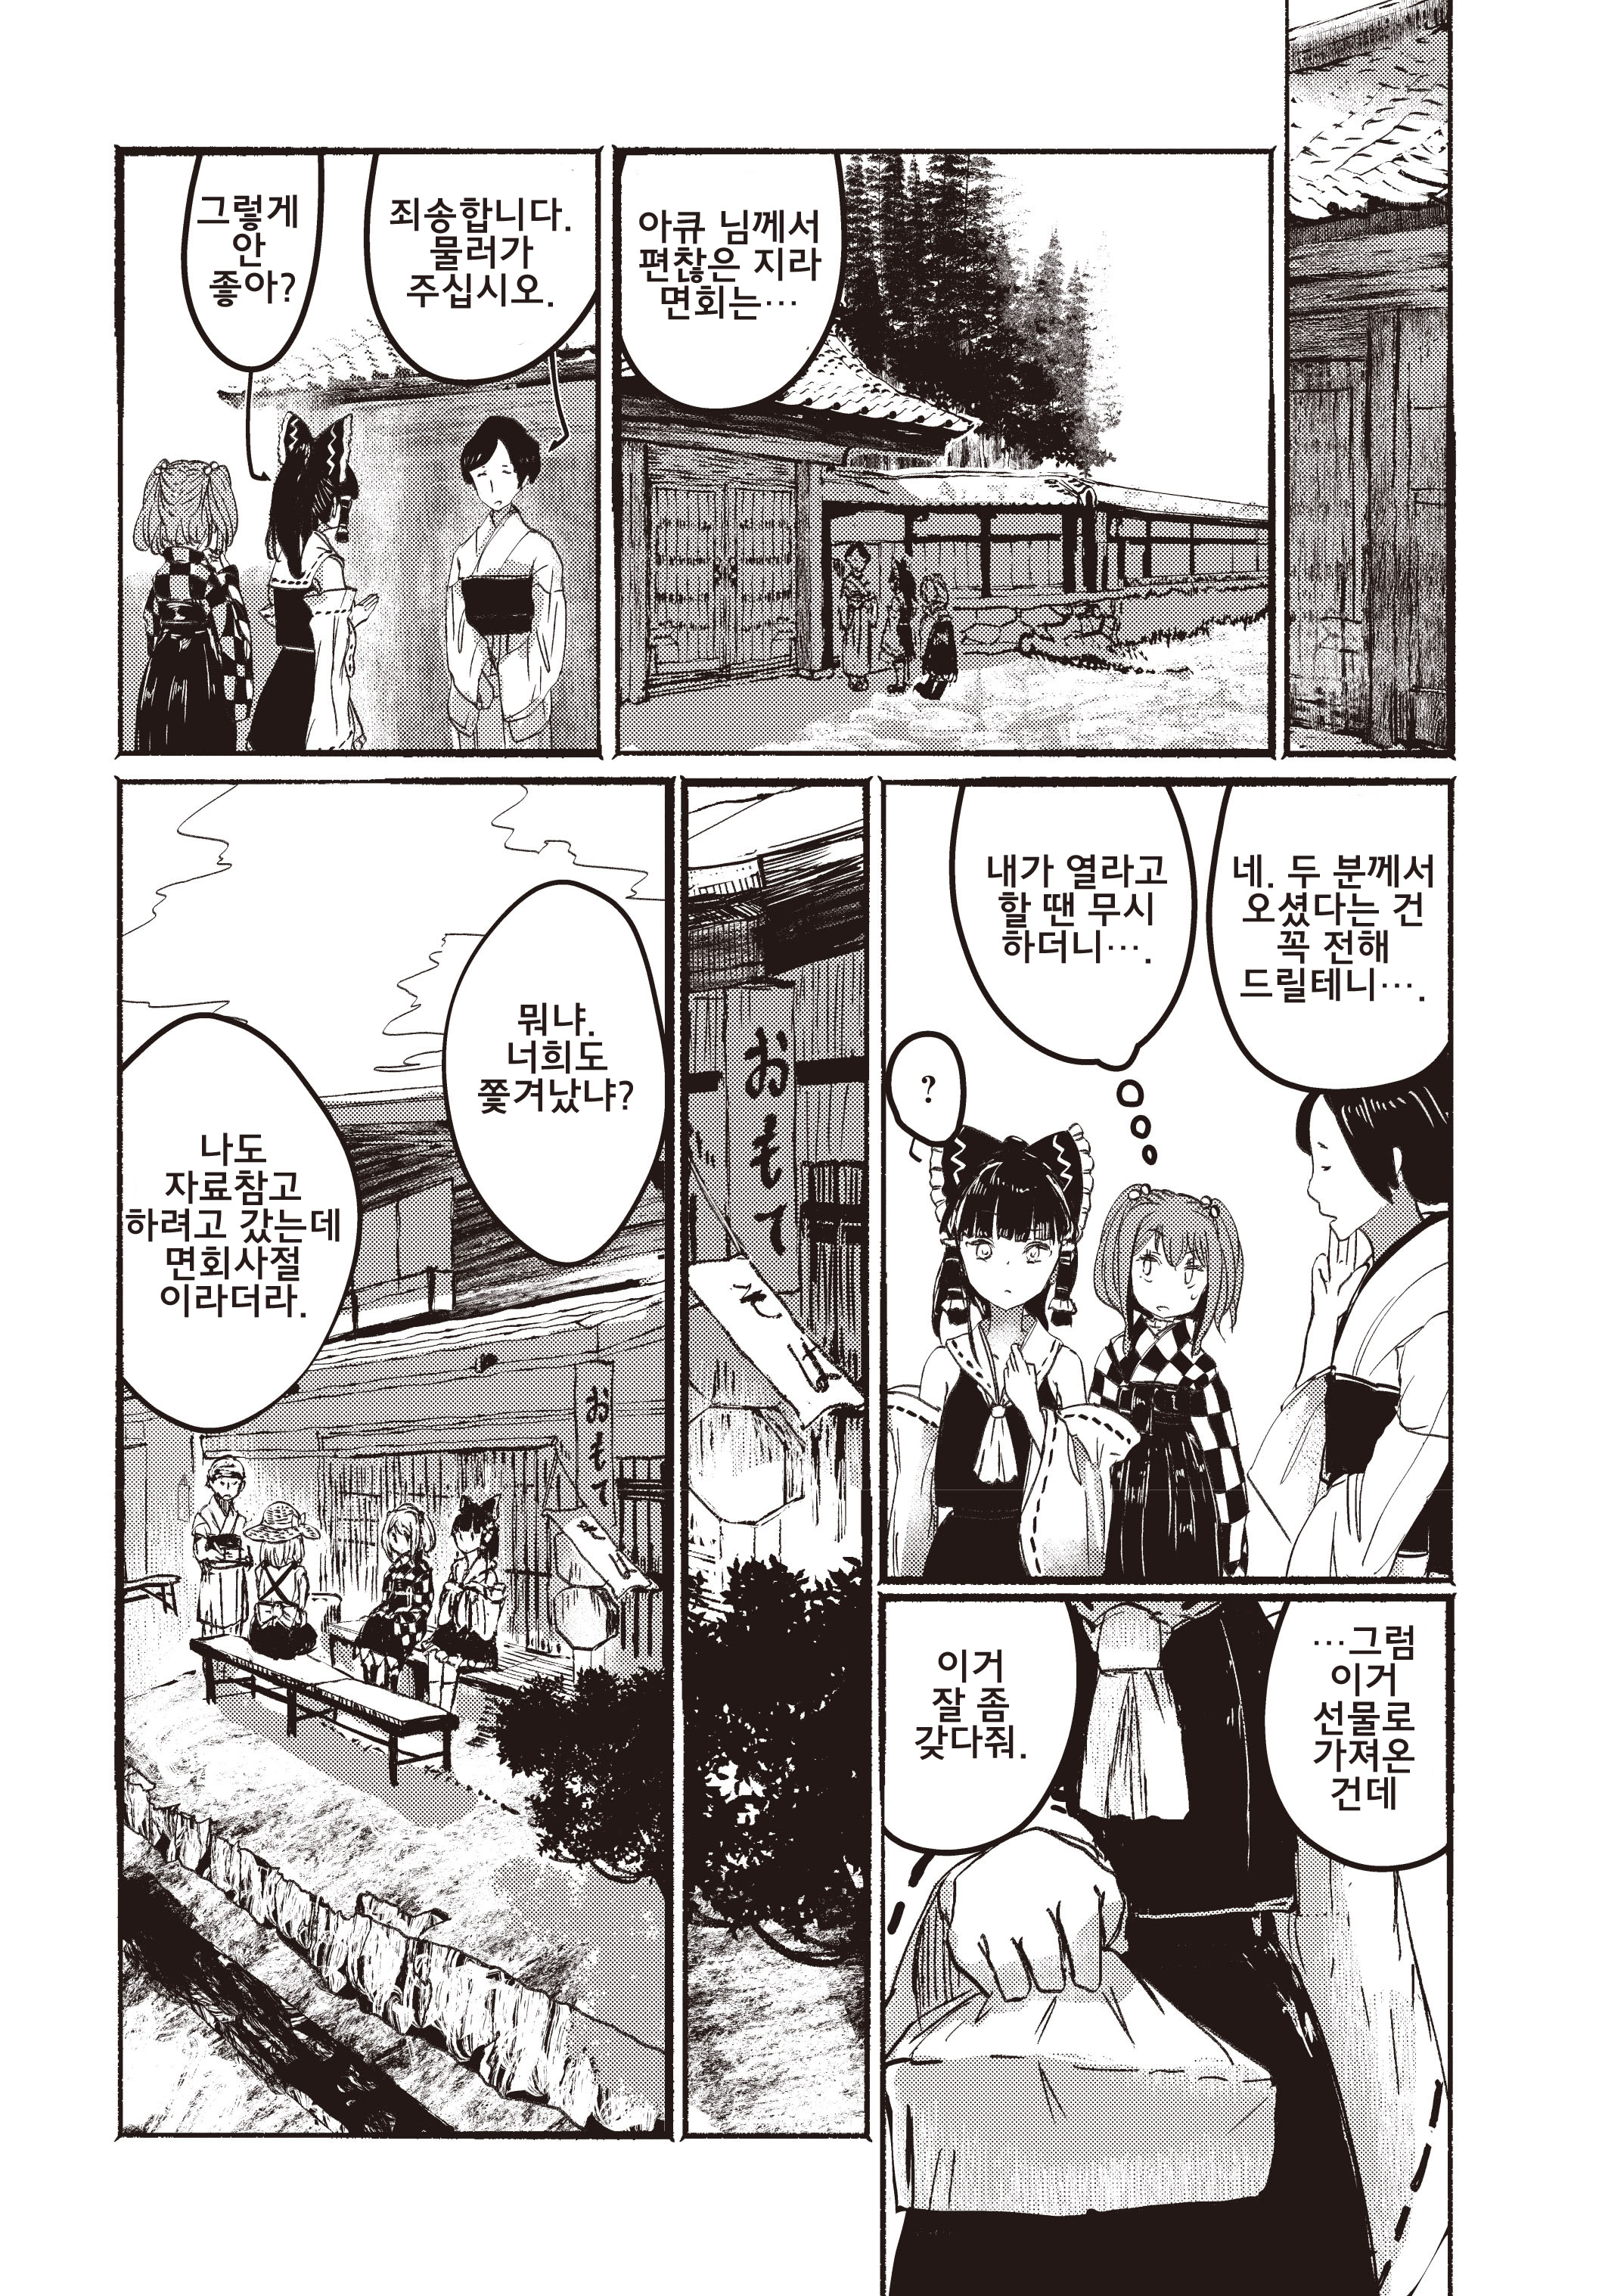 아큐 님께서
편찮은 지라
면회는…
죄송합니다.
물러가
주십시오.
그렇게
안
좋아?
네. 두 분께서
오셨다는 건
꼭 전해
드릴테니….
내가 열라고
할 땐 무시
하더니….
?
…그럼
이거
선물로
가져온
건데
이거
잘 좀
갖다줘.
おもて
そば
뭐냐.
너희도
쫓겨났냐?
나도
자료참고
하려고 갔는데
면회사절
이라더라.
おもて
そば